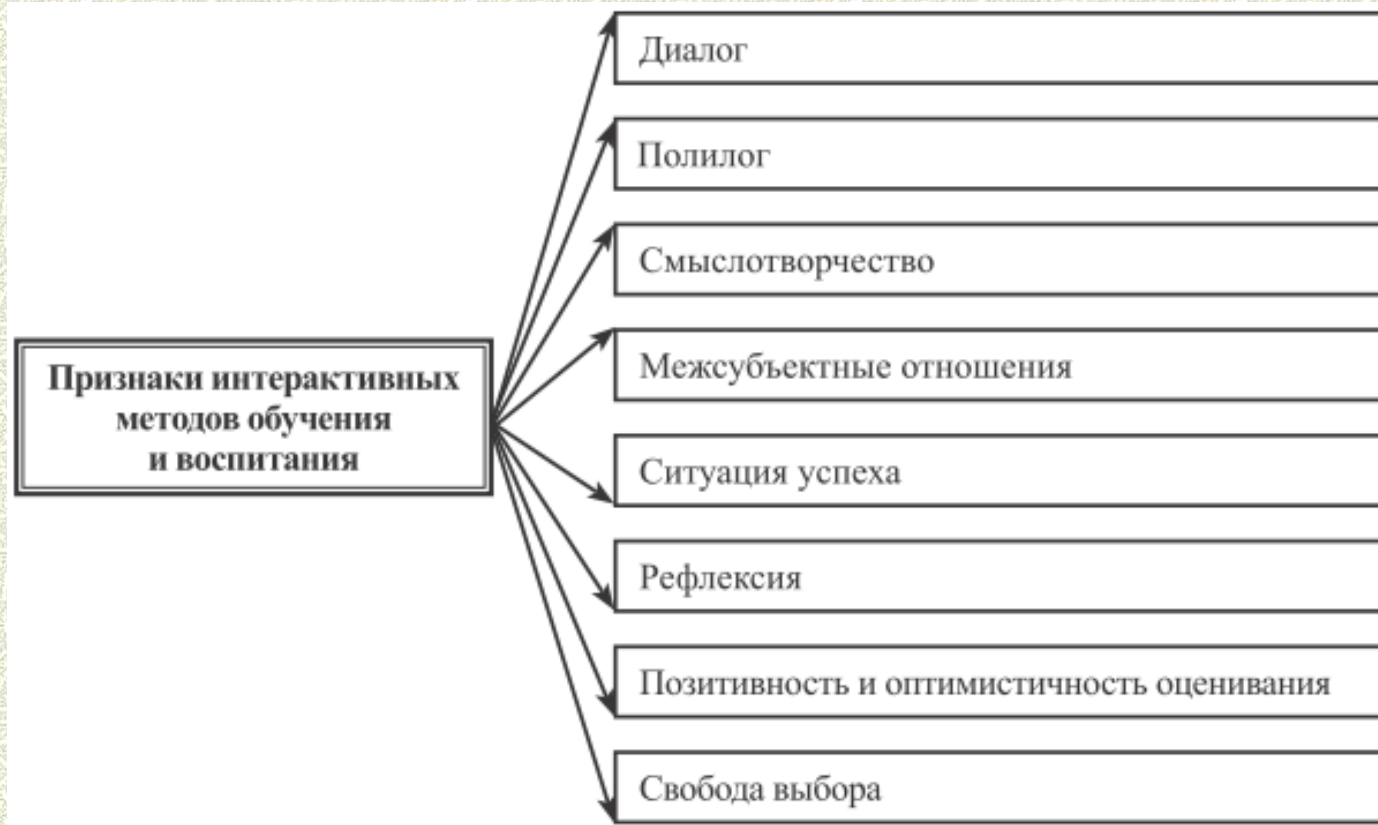 Диалог
Полилог
Смыслотворчество
Межсубъектные отношения
Признаки интерактивных
методов обучения
и воспитания
Ситуация успеха
Рефлексия
Позитивность и оптимистичность оценивания
Свобода выбора